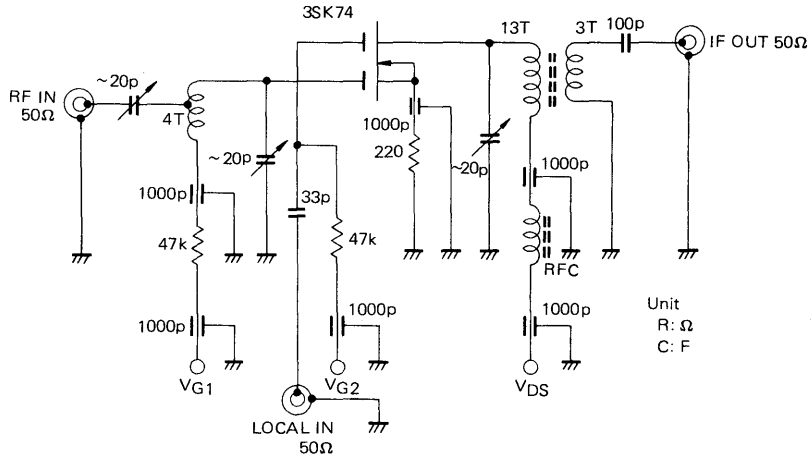 3SK74
13T
3T
100p
IF OUT 50Ω
~20p
RF IN
50Ω
4T
1000p
220
~20p
~20p
1000p
1000p
33p
47k
47k
RFC
1000p
1000p
1000p
Unit
R: Ω
C: F
VG1
VG2
VDS
LOCAL IN
50Ω